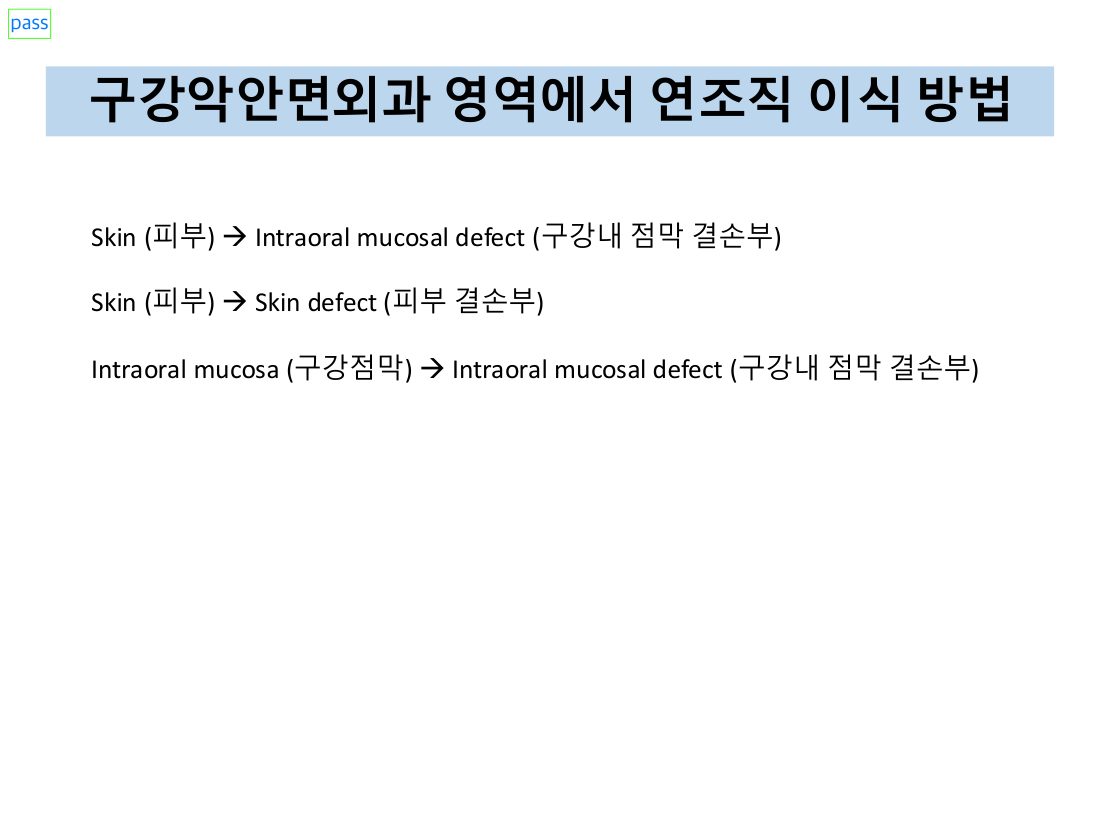 pass
구강악안면외과 영역에서 연조직 이식 방법
Skin (피부) → Intraoral mucosal defect (구강내 점막 결손부)
Skin (피부) → Skin defect (피부 결손부)
Intraoral mucosa (구강점막) → Intraoral mucosal defect (구강내 점막 결손부)